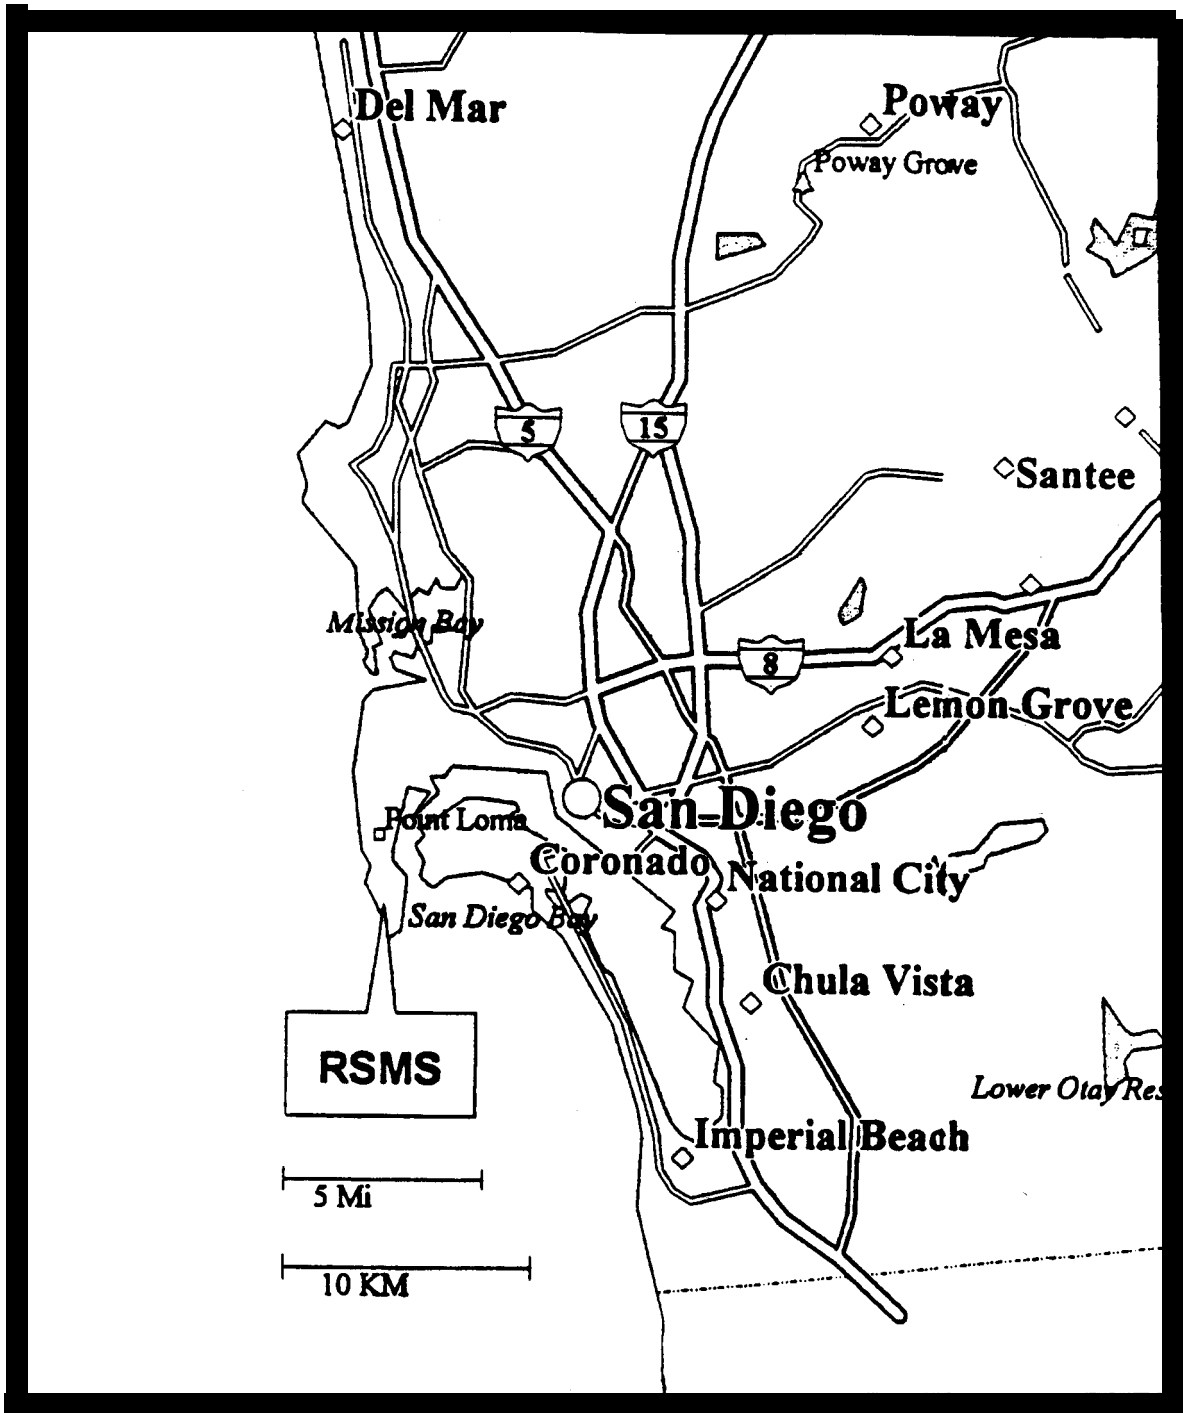 Del Mar
Poway
Poway Grove
5
15
Santee
Mission Bay
La Mesa
8
Lemon Grove
San Diego
Point Loma
Coronado
National City
San Diego Bay
Chula Vista
RSMS
Lower Otay Res
Imperial Beach
5 Mi
10 KM